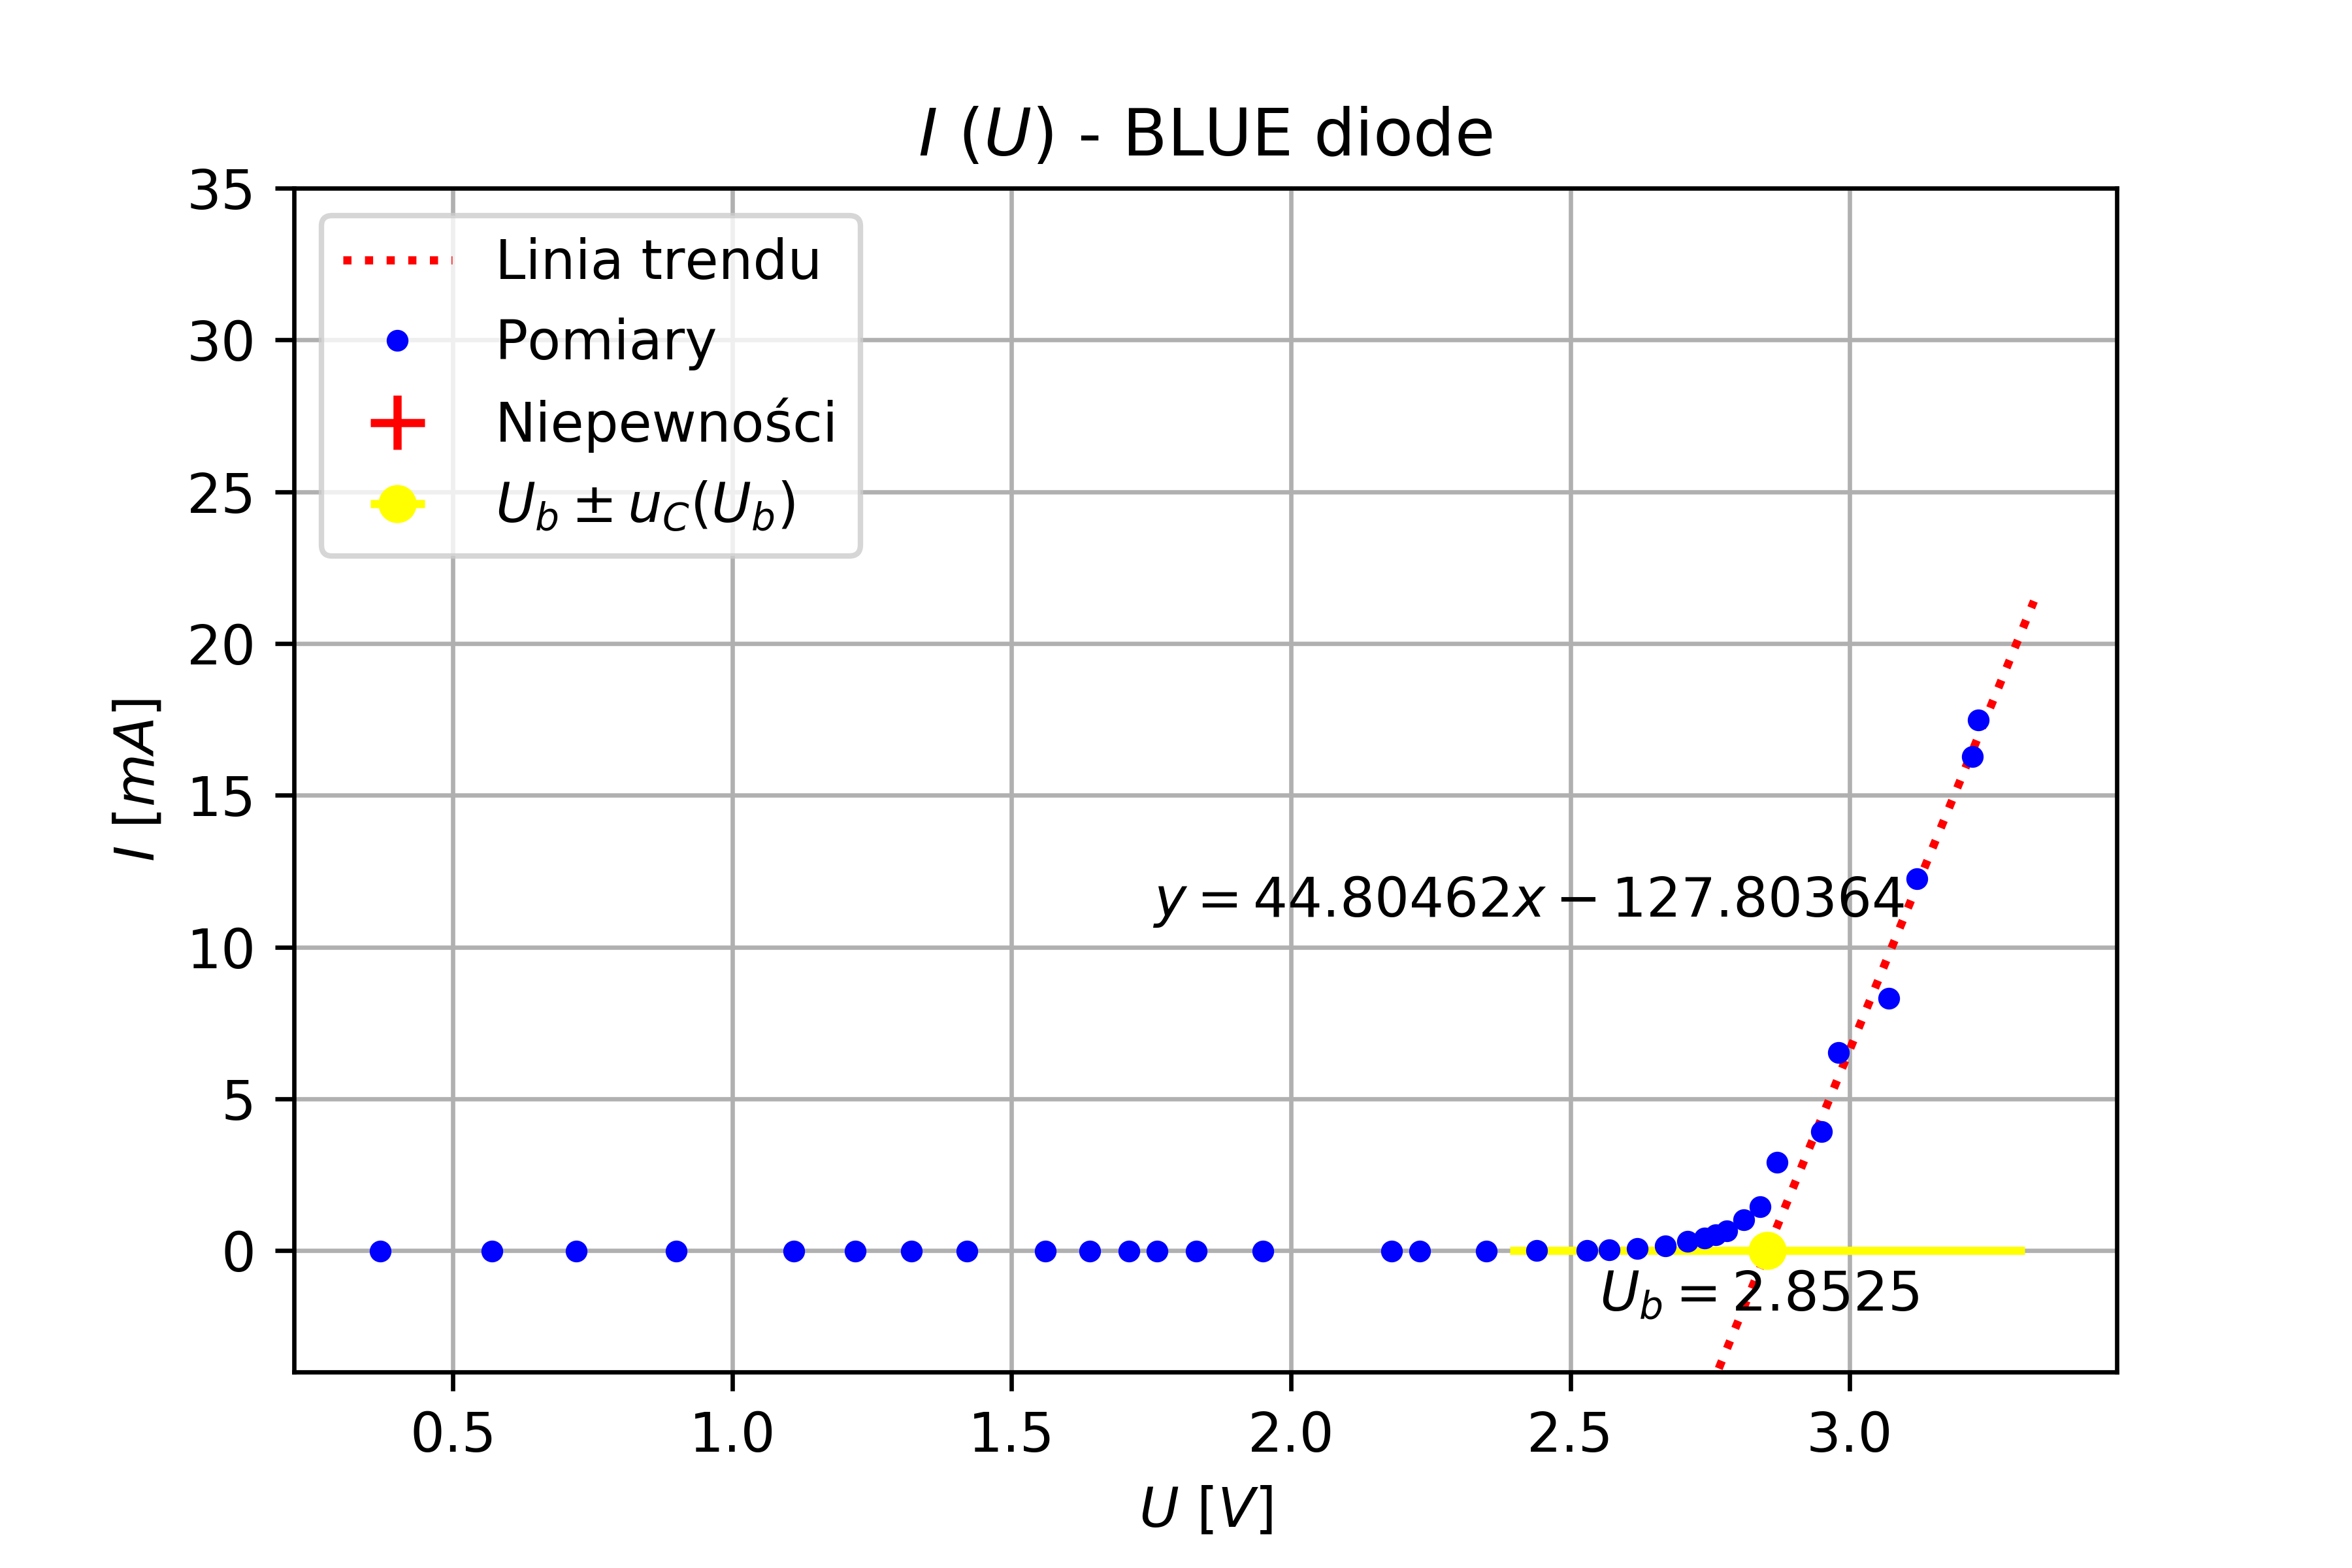 I (U) - BLUE diode
35
30
25
20
15
10
5
0
I [mA]
Linia trendu
Pomiary
Niepewności
U_b ± u_C(U_b)
y = 44.80462x − 127.80364
U_b = 2.8525
0.5 1.0 1.5 2.0 2.5 3.0
U [V]